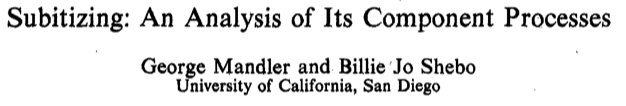 Subitizing: An Analysis of Its Component Processes
George Mandler and Billie Jo Shebo
University of California, San Diego